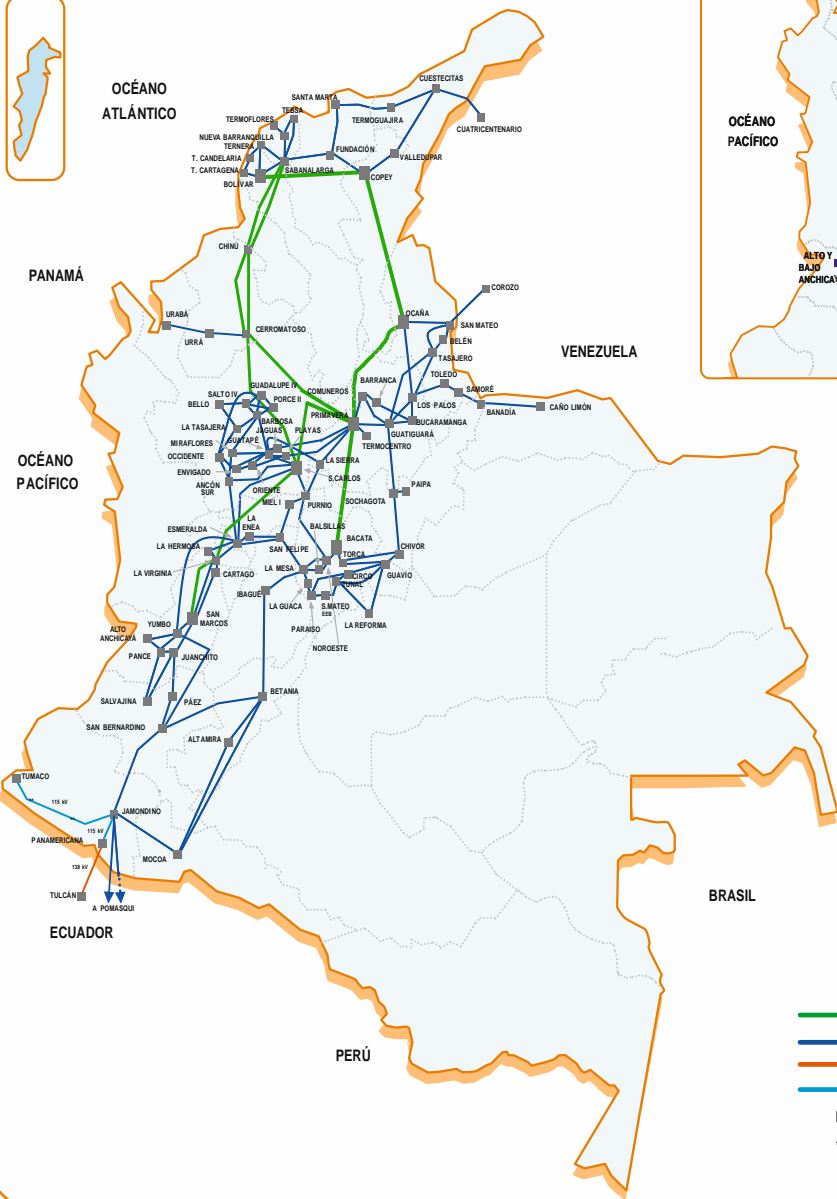 OCÉANO
ATLÁNTICO
CUESTECITAS
SANTA MARTA
TEBSA
TERMOFLORES
TERMOGUAJIRA
CUATRICENTENARIO
NUEVA BARRANQUILLA
TERNERA
T. CANDELARIA
T. CARTAGENA
BOLIVAR
SABANALARGA
FUNDACIÓN
VALLEDUPAR
COPEY
OCÉANO
PACÍFICO
ALTO Y
BAJO
CHINÚ
PANAMÁ
COROZO
URABÁ
URRÁ
CERROMATOSO
OCAÑA
SAN MATEO
BELÉN
TASAJERO
VENEZUELA
TOLEDO
SAMORÉ
BANADÍA
CAÑO LIMÓN
BARRANCA
COMUNEROS
GUADALUPE IV
SALTO IV
PORCE II
BELLO
LOS PALOS
BUCARAMANGA
PRIMAVERA
BARBOSA
LA TASAJERA
JAGUAS
PLAYAS
GUATIGUARÁ
TERMOCENTRO
MIRAFLORES
GUATAPÉ
OCCIDENTE
LA SIERRA
OCÉANO
PACÍFICO
ENVIGADO
S.CARLOS
ANCÓN
SUR
ORIENTE
PAIPA
SOCHAGOTA
MIEL I
PURNIO
LA
ENEA
ESMERALDA
BALSILLAS
BACATA
TORCA
CHIVOR
LA HERMOSA
SAN FELIPE
LA MESA
CIRCO
TUNAL
GUAVIO
LA VIRGINIA
CARTAGO
IBAGUÉ
LA GUACA
S.MATEO
EEB
LA REFORMA
PARAISO
NOROESTE
SAN
MARCOS
YUMBO
ALTO
ANCHICAYÁ
PANCE
JUANCHITO
SALVAJINA
PÁEZ
BETANIA
SAN BERNARDINO
ALTAMIRA
TUMACO
115 kV
JAMONDINO
115 kV
PANAMERICANA
MOCOA
138 kV
TULCÁN
A POMASQUI
ECUADOR
BRASIL
PERÚ